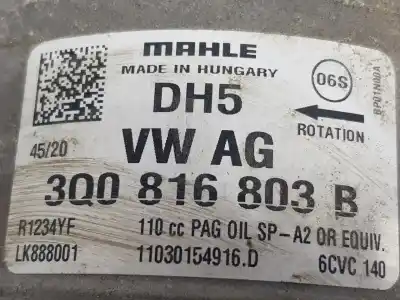 MAHLE
MADE IN HUNGARY
06S
DH5
ROTATION
BP01N00A
45/20
VW AG
3Q0 816 803 B
R1234YF 110 cc PAG OIL SP-A2 OR EQUIV.
LK888001 11030154916.D 6CVC 140